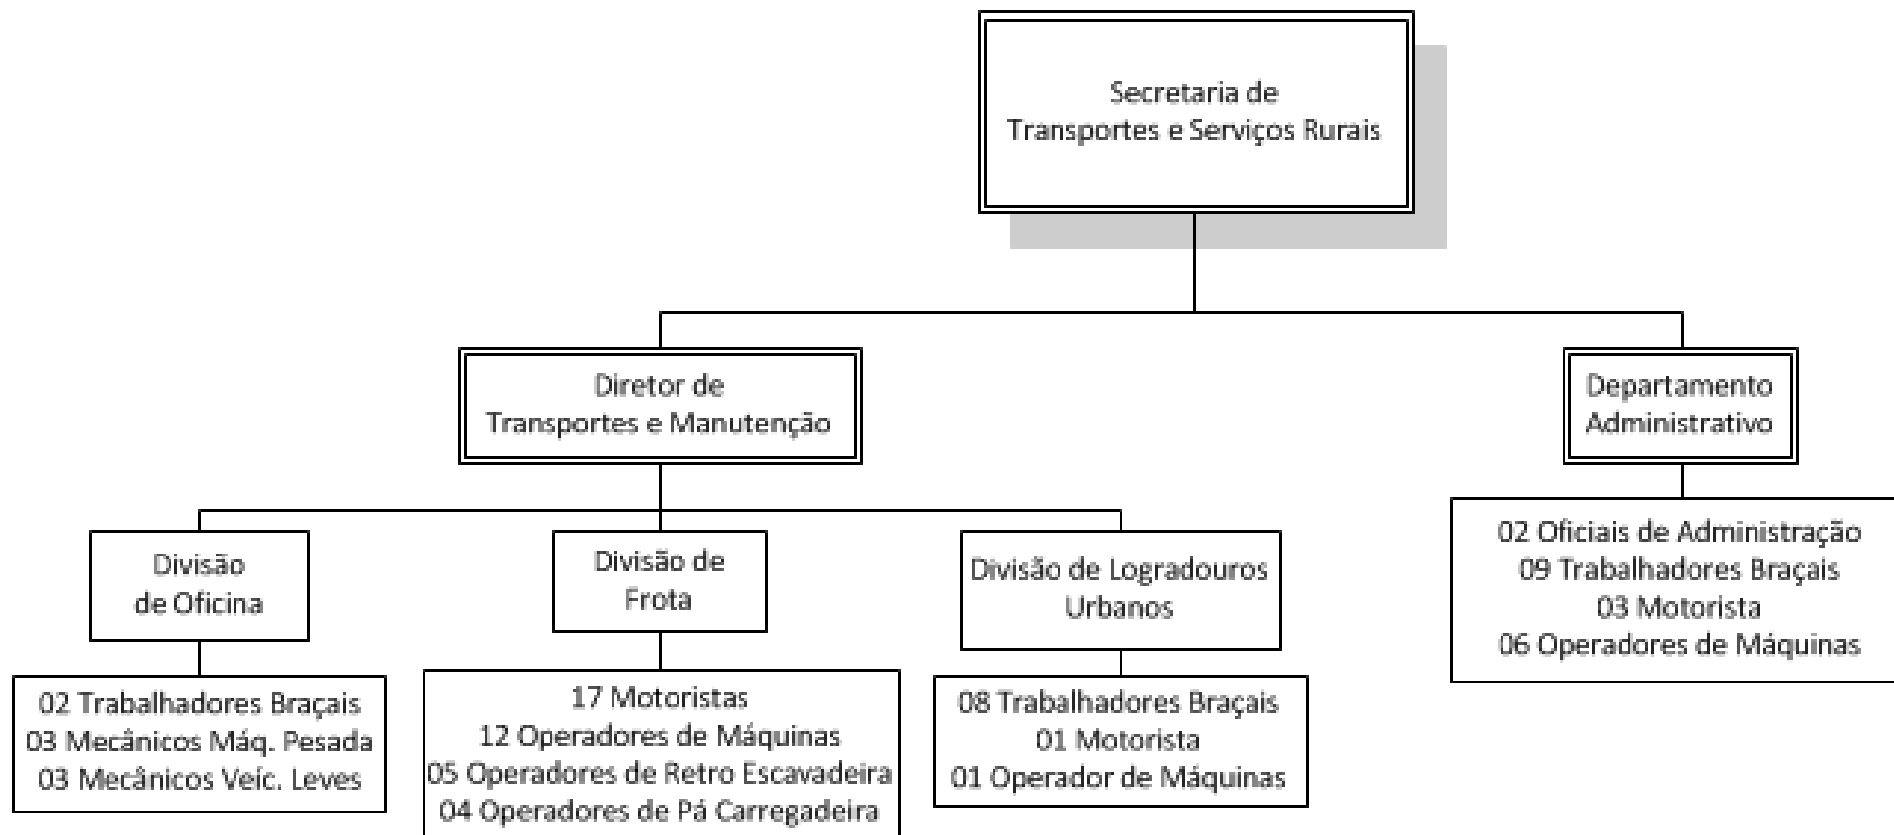 Secretaria de
Transportes e Serviços Rurais
Diretor de
Transportes e Manutenção
Departamento
Administrativo
Divisão
de Oficina
Divisão de
Frota
Divisão de Logradouros
Urbanos
02 Oficiais de Administração
09 Trabalhadores Braçais
03 Motorista
06 Operadores de Máquinas
02 Trabalhadores Braçais
03 Mecânicos Máq. Pesada
03 Mecânicos Veíc. Leves
17 Motoristas
12 Operadores de Máquinas
05 Operadores de Retro Escavadeira
04 Operadores de Pá Carregadeira
08 Trabalhadores Braçais
01 Motorista
01 Operador de Máquinas